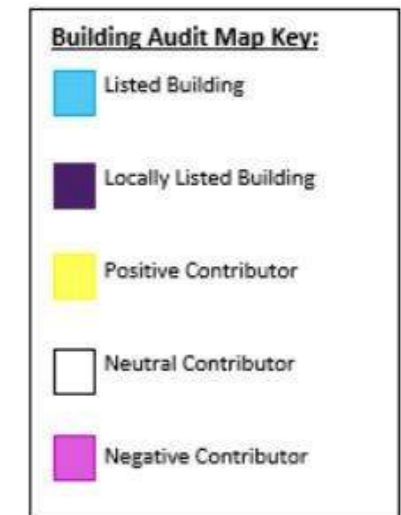 Building Audit Map Key:
Listed Building
Locally Listed Building
Positive Contributor
Neutral Contributor
Negative Contributor